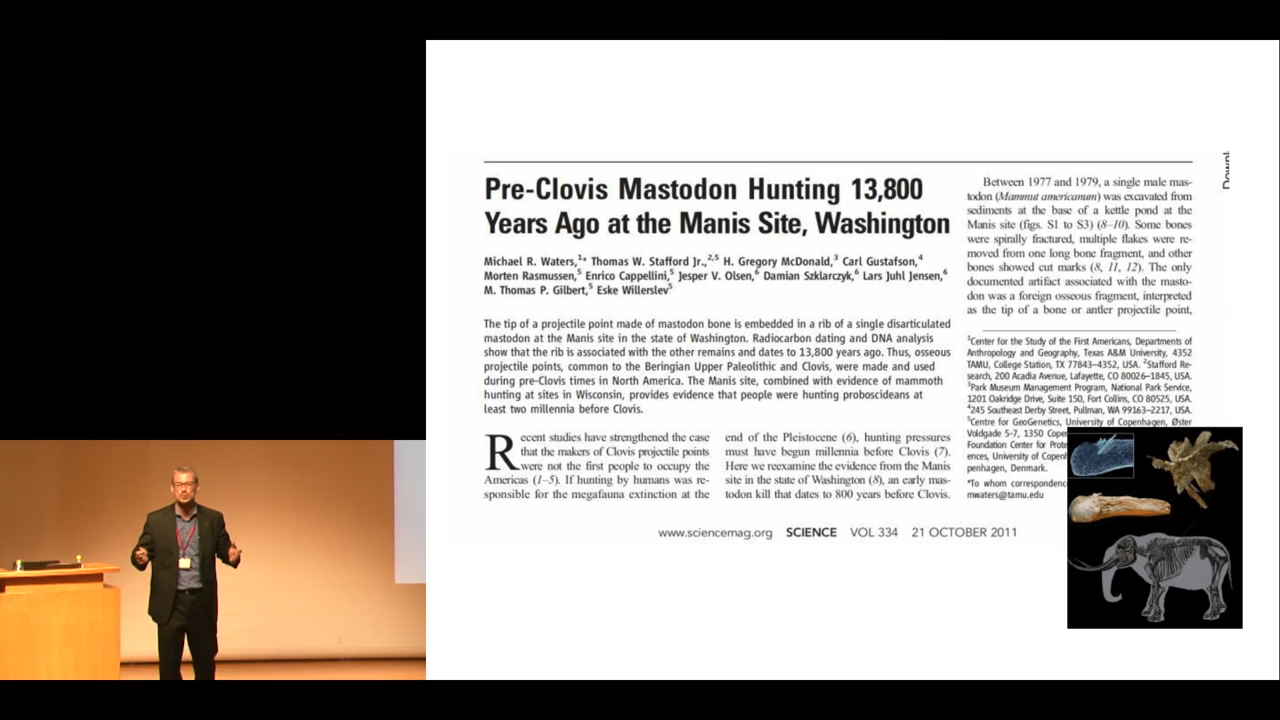 Pre-Clovis Mastodon Hunting 13,800
Years Ago at the Manis Site, Washington
Michael R. Waters,1* Thomas W. Stafford Jr.,2,5 H. Gregory McDonald,3 Carl Gustafson,4
Morten Rasmussen,5 Enrico Cappellini,5 Jesper V. Olsen,6 Damian Szklarczyk,6 Lars Juhl Jensen,6
M. Thomas P. Gilbert,5 Eske Willerslev5
The tip of a projectile point made of mastodon bone is embedded in a rib of a single disarticulated
mastodon at the Manis site in the state of Washington. Radiocarbon dating and DNA analysis
show that the rib is associated with the other remains and dates to 13,800 years ago. Thus, osseous
projectile points, common to the Beringian Upper Paleolithic and Clovis, were made and used
during pre-Clovis times in North America. The Manis site, combined with evidence of mammoth
hunting at sites in Wisconsin, provides evidence that people were hunting proboscideans at
least two millennia before Clovis.
Recent studies have strengthened the case
that the makers of Clovis projectile points
were not the first people to occupy the
Americas (1–5). If hunting by humans was re-
sponsible for the megafauna extinction at the
end of the Pleistocene (6), hunting pressures
must have begun millennia before Clovis (7).
Here we reexamine the evidence from the Manis
site in the state of Washington (8), an early mas-
todon kill that dates to 800 years before Clovis.
Between 1977 and 1979, a single male mas-
todon (Mammut americanum) was excavated from
sediments at the base of a kettle pond at the
Manis site (figs. S1 to S3) (8–10). Some bones
were spirally fractured, multiple flakes were re-
moved from one long bone fragment, and other
bones showed cut marks (8, 11, 12). The only
documented artifact associated with the masto-
don was a foreign osseous fragment, interpreted
as the tip of a bone or antler projectile point,
1Center for the Study of the First Americans, Departments of
Anthropology and Geography, Texas A&M University, 4352
TAMU, College Station, TX 77843–4352, USA. 2Stafford Re-
search, 200 Acadia Avenue, Lafayette, CO 80026–1845, USA.
3Park Museum Management Program, National Park Service,
1201 Oakridge Drive, Suite 150, Fort Collins, CO 80525, USA.
4245 Southeast Derby Street, Pullman, WA 99163–2217, USA.
5Centre for GeoGenetics, University of Copenhagen, Øster
Voldgade 5-7, 1350 Cope
Foundation Center for Prote
ences, University of Copenh
penhagen, Denmark.
*To whom correspondenc
mwaters@tamu.edu
www.sciencemag.org SCIENCE VOL 334 21 OCTOBER 2011